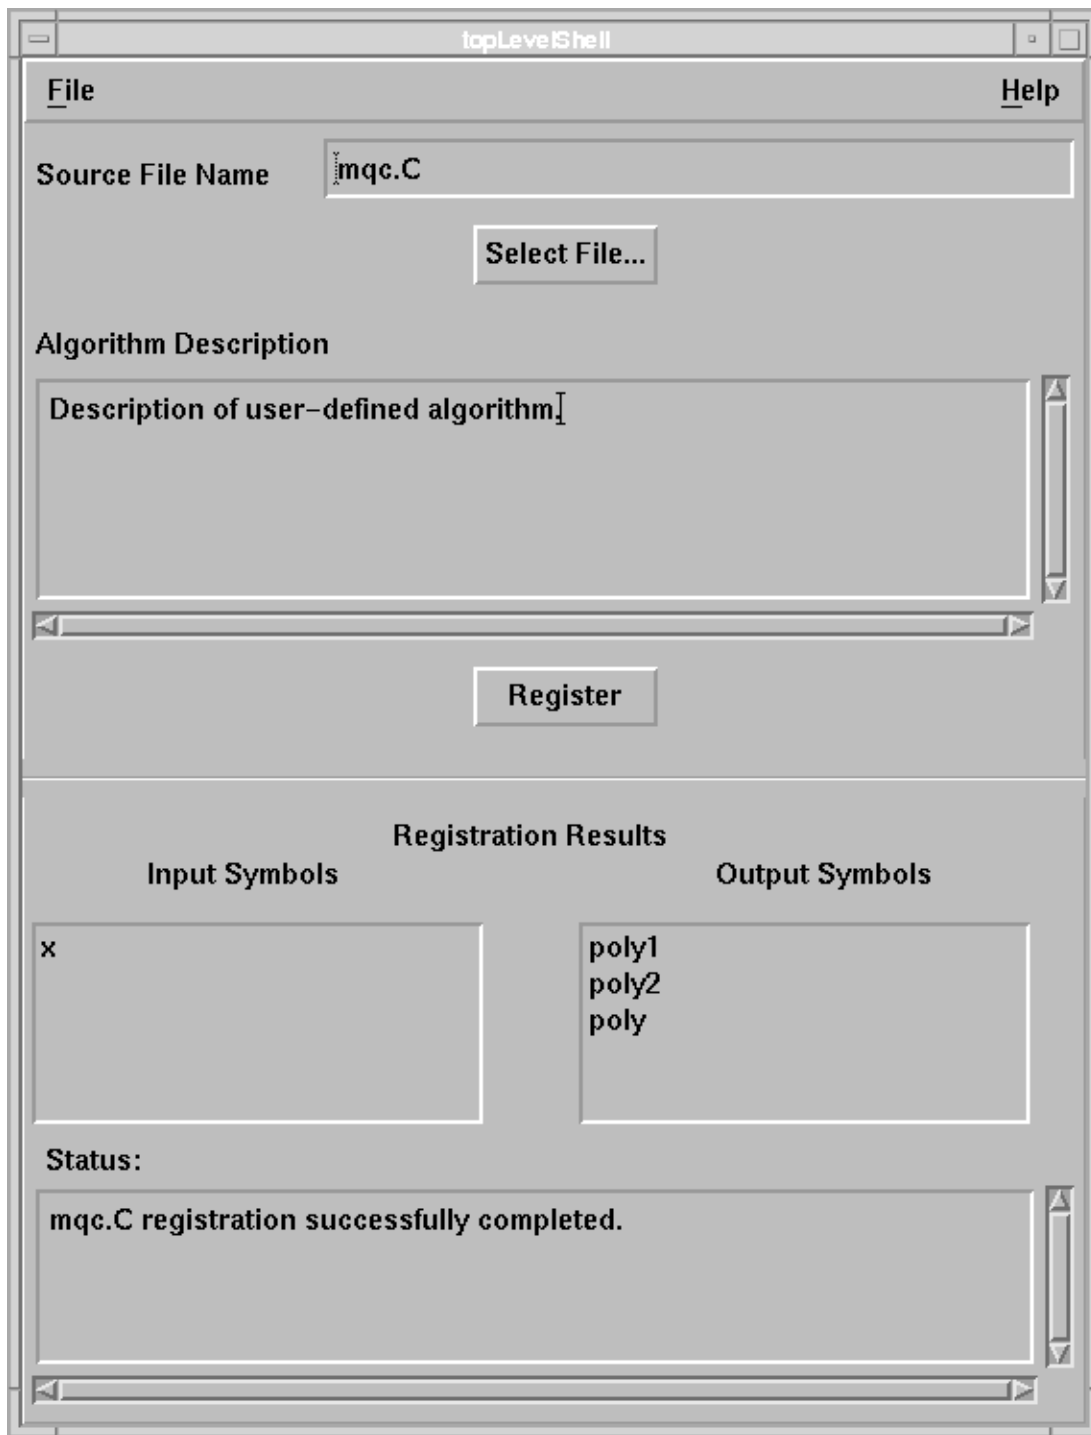 topLevelShell
File Help
Source File Name mqc.C
Select File...
Algorithm Description
Description of user-defined algorithm.
Register
Registration Results
Input Symbols Output Symbols
x poly1
poly2
poly
Status:
mqc.C registration successfully completed.